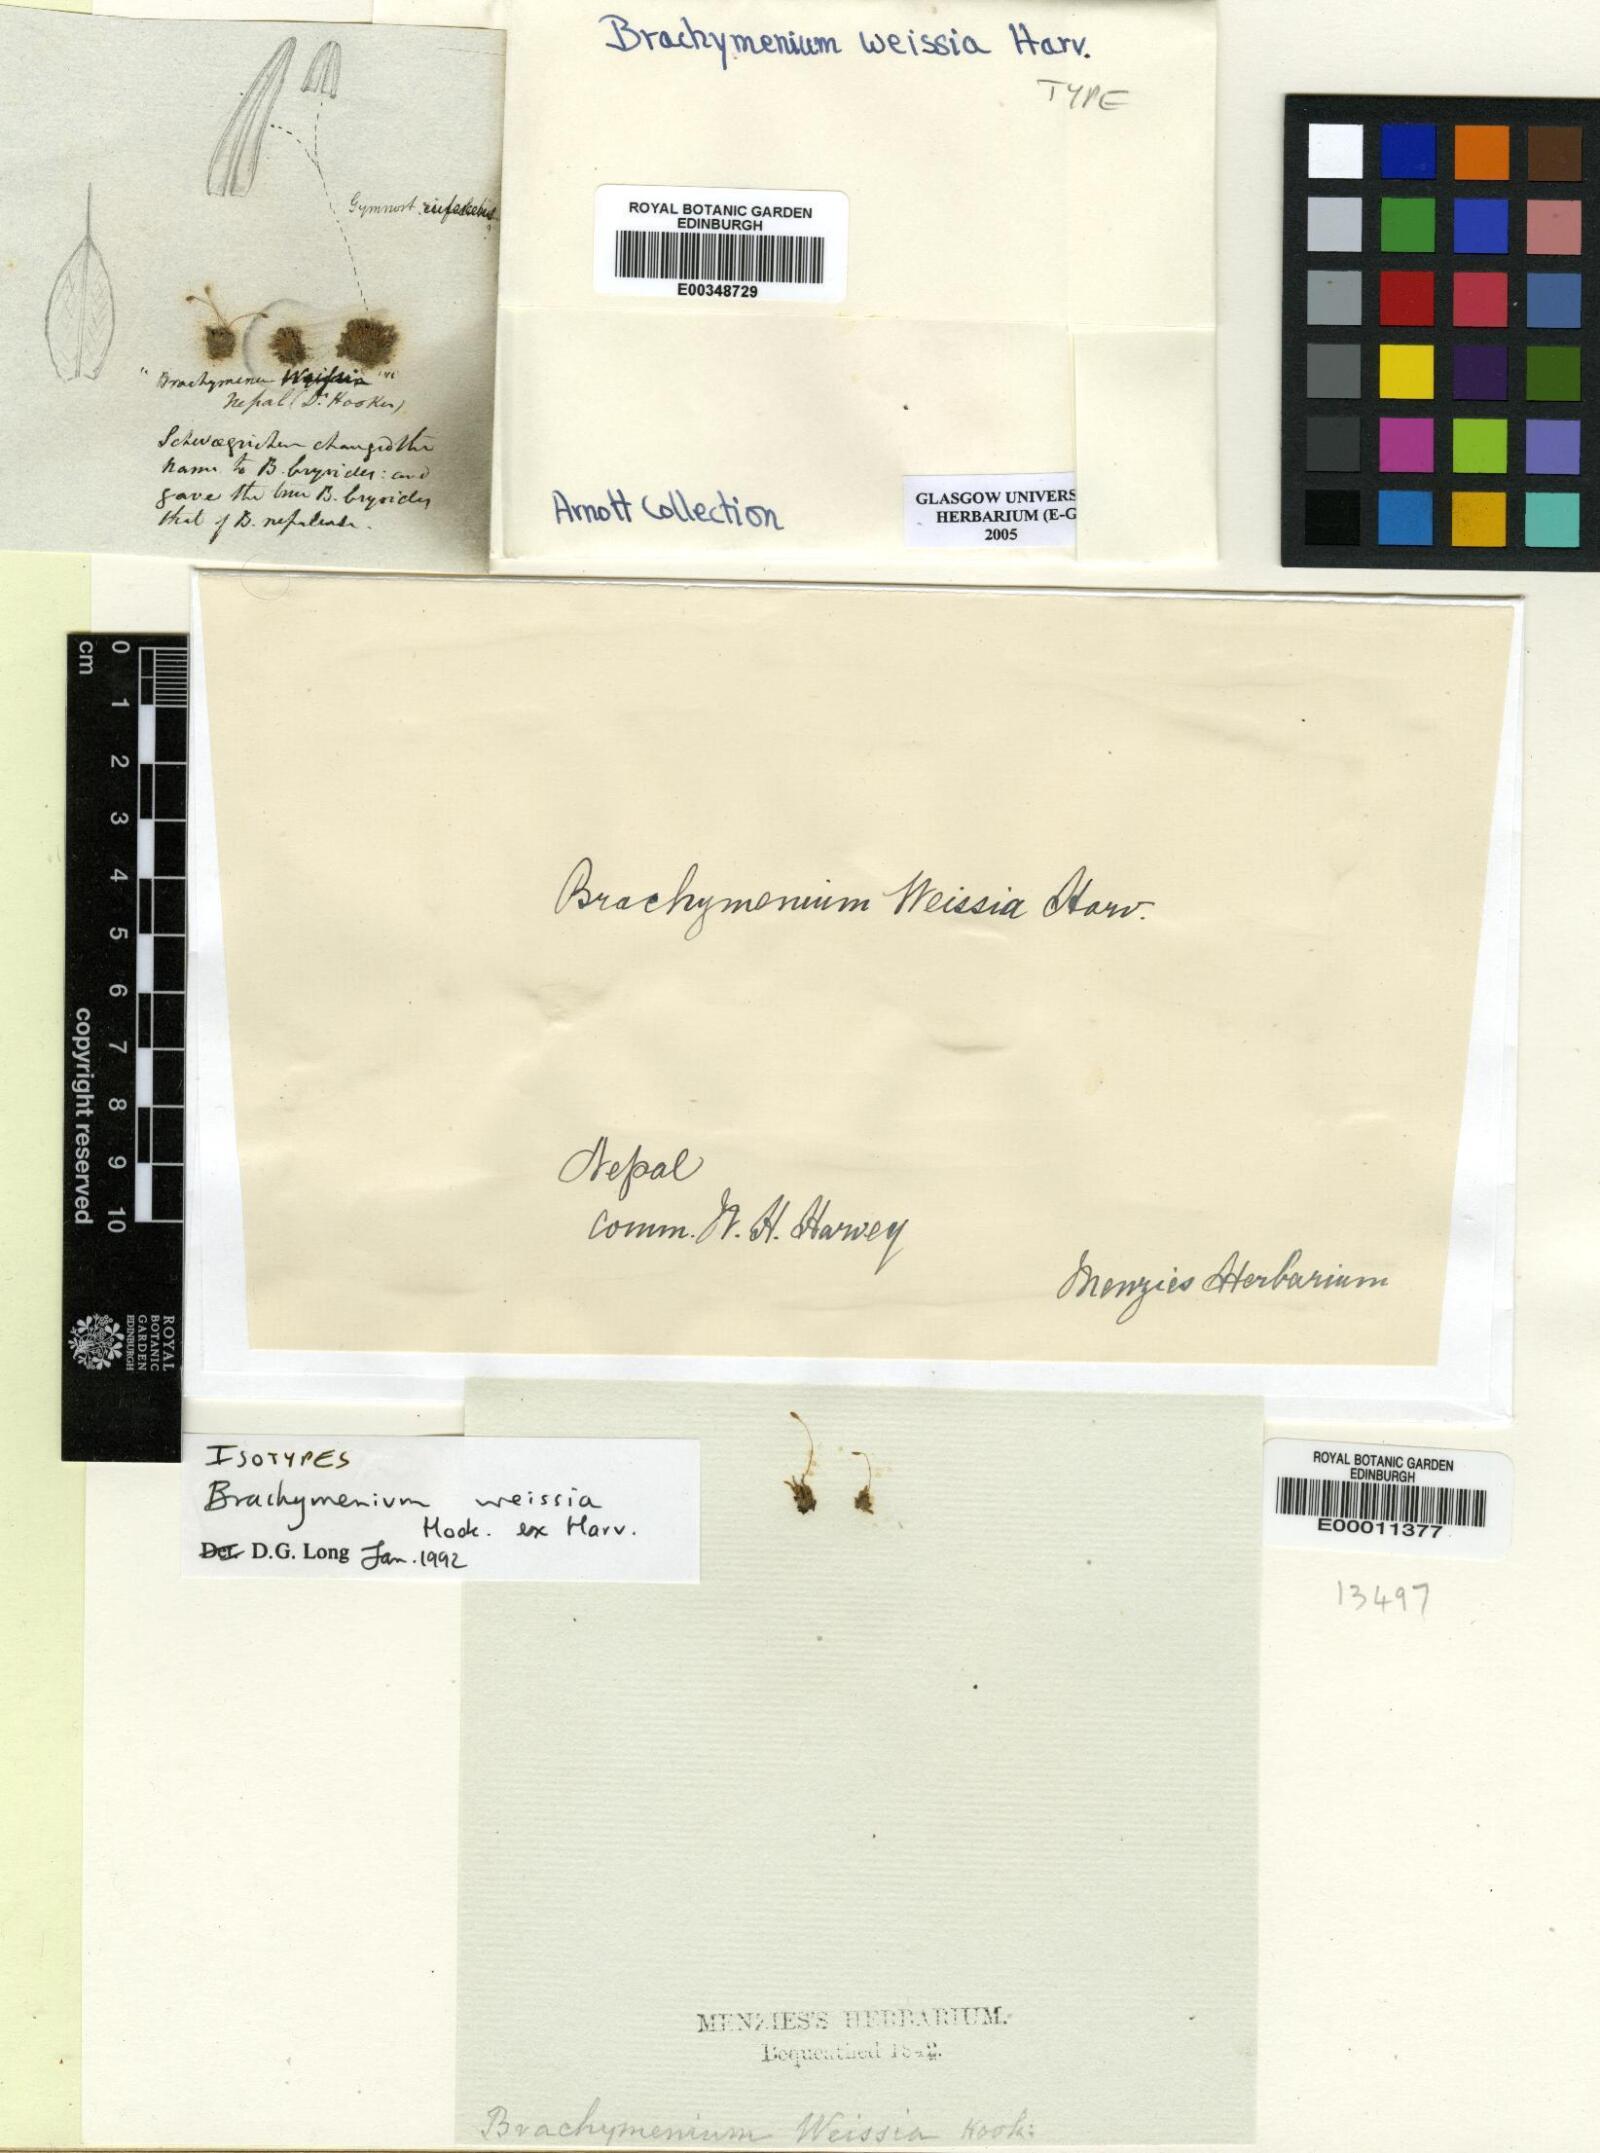 Brachymenium weissia Harv.
TYPE
ROYAL BOTANIC GARDEN
EDINBURGH
E00348729
Gymnost.
"Brachymen
Nepal (Dr. Hooker)
Schwaegrichen changed the
name to B. bryoides: and
gave the true B. bryoides
that of B. nepalense.
Arnott Collection
GLASGOW UNIVERS
HERBARIUM (E-G
2005
cm
0
1
2
3
4
5
6
7
8
9
10
copyright reserved
ROYAL
BOTANIC
GARDEN
EDINBURGH
Brachymenium Weissia Harv.
Nepal
comm. W. H. Harvey
Menzies Herbarium
ISOTYPES
Brachymenium weissia
Hook. ex Harv.
Det. D.G. Long Jan. 1992
ROYAL BOTANIC GARDEN
EDINBURGH
E00011377
13497
MENZIES'S HERBARIUM.
Bequeathed 1842.
Brachymenium Weissia Hook: